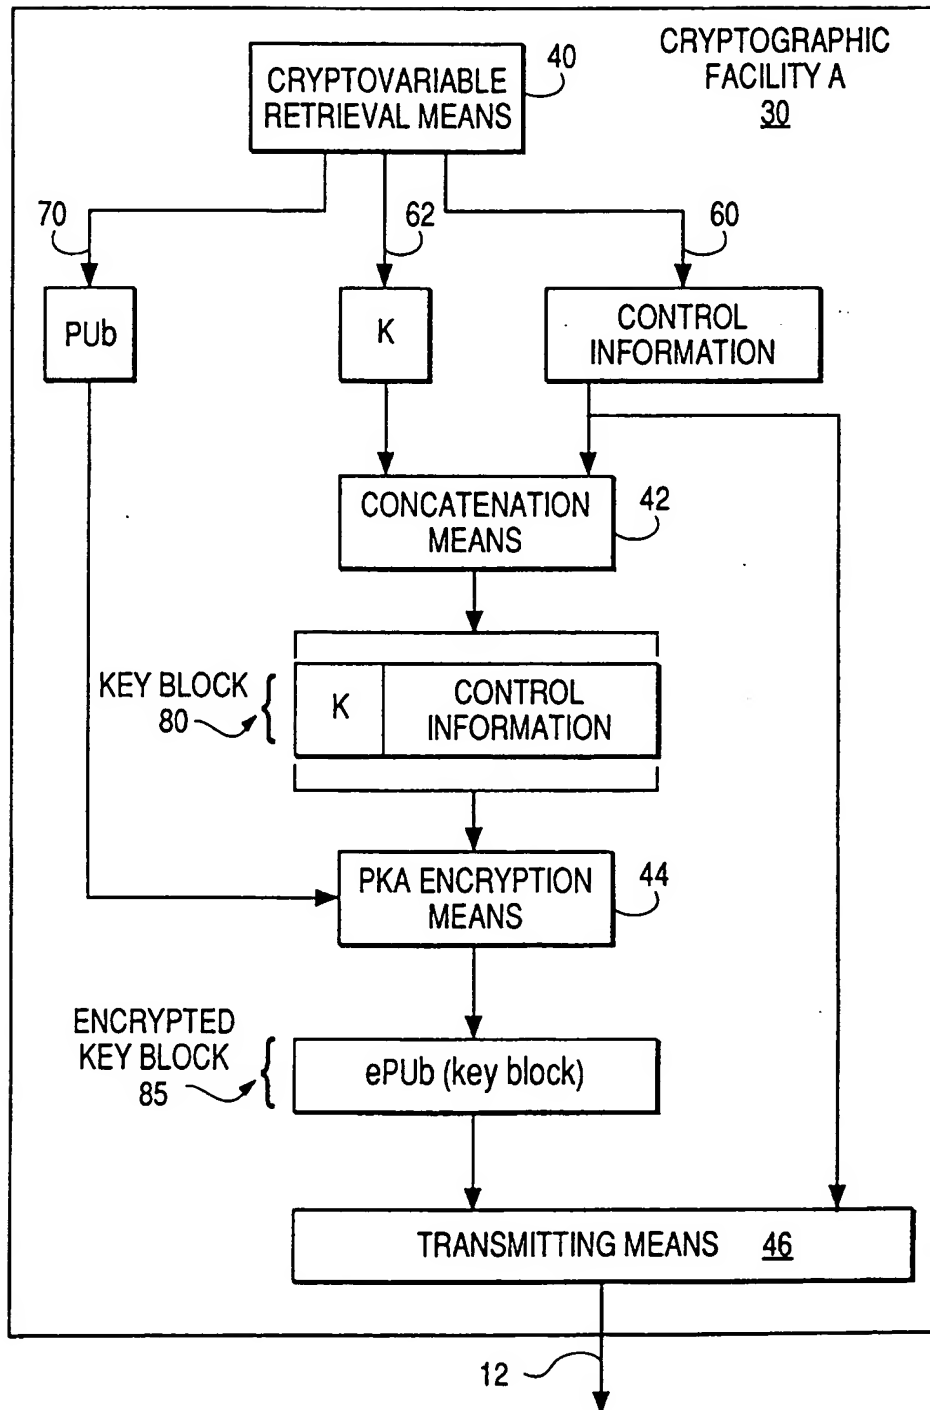 CRYPTOGRAPHIC
FACILITY A
30
CRYPTOVARIABLE
RETRIEVAL MEANS
40
70
62
60
PUb
K
CONTROL
INFORMATION
CONCATENATION
MEANS
42
KEY BLOCK
80
K
CONTROL
INFORMATION
PKA ENCRYPTION
MEANS
44
ENCRYPTED
KEY BLOCK
85
ePUb (key block)
TRANSMITTING MEANS 46
12